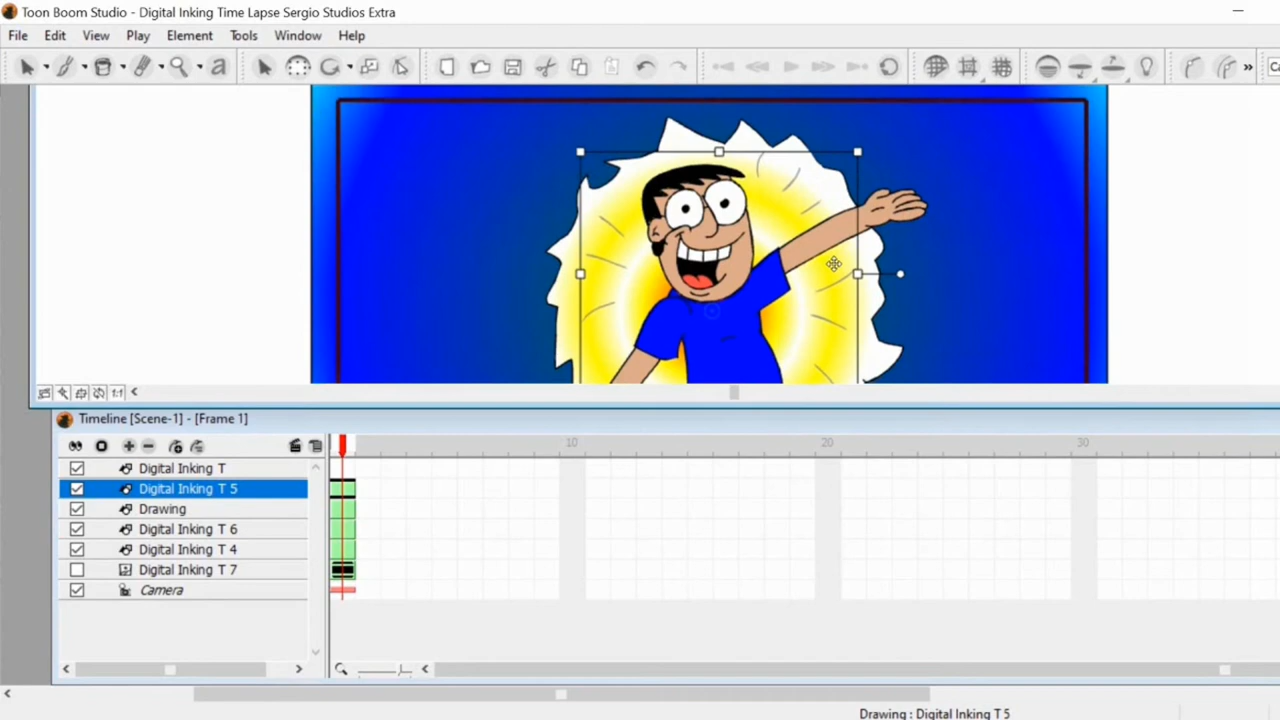 Toon Boom Studio - Digital Inking Time Lapse Sergio Studios Extra
File Edit View Play Element Tools Window Help
a
1:1
Timeline [Scene-1] - [Frame 1]
10 20 30
Digital Inking T
Digital Inking T 5
Drawing
Digital Inking T 6
Digital Inking T 4
Digital Inking T 7
Camera
Drawing : Digital Inking T 5